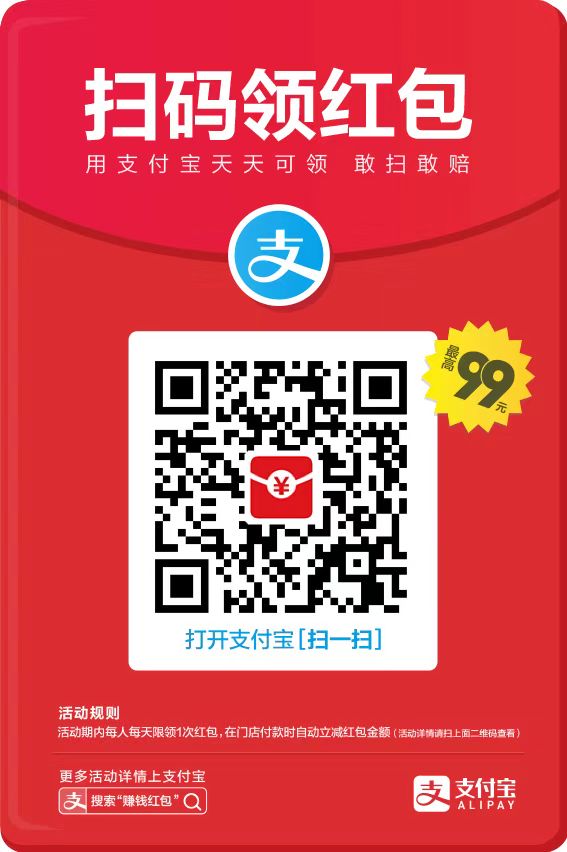 扫码领红包
用支付宝天天可领 敢扫敢赔
支
最高99元
¥
打开支付宝[扫一扫]
活动规则
活动期内每人每天限领1次红包，在门店付款时自动立减红包金额（活动详情请扫上面二维码查看）
更多活动详情上支付宝
支 搜索“赚钱红包”
支 支付宝
ALIPAY